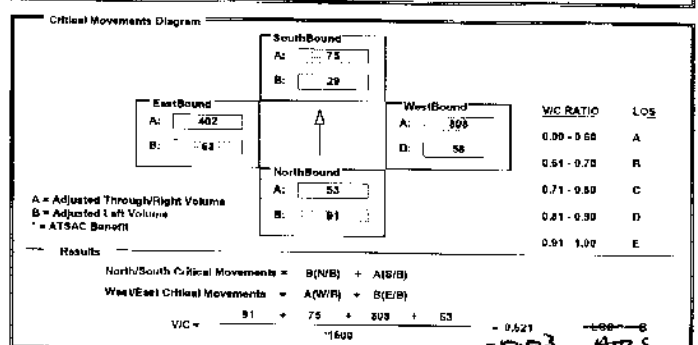 Critical Movements Diagram
SouthBound
A: 75
B: 29
EastBound
A: 402
B: 63
WestBound
A: 808
B: 58
NorthBound
A: 53
B: 91
V/C RATIO LOS
0.00 - 0.60 A
0.61 - 0.70 B
0.71 - 0.80 C
0.81 - 0.90 D
0.91 - 1.00 E
A = Adjusted Through/Right Volume
B = Adjusted Left Volume
* = ATSAC Benefit
Results
North/South Critical Movements = B(N/B) + A(S/B)
West/East Critical Movements = A(W/B) + B(E/B)
V/C = 91 + 75 + 808 + 63
*1600
= 0.621 LOS = B